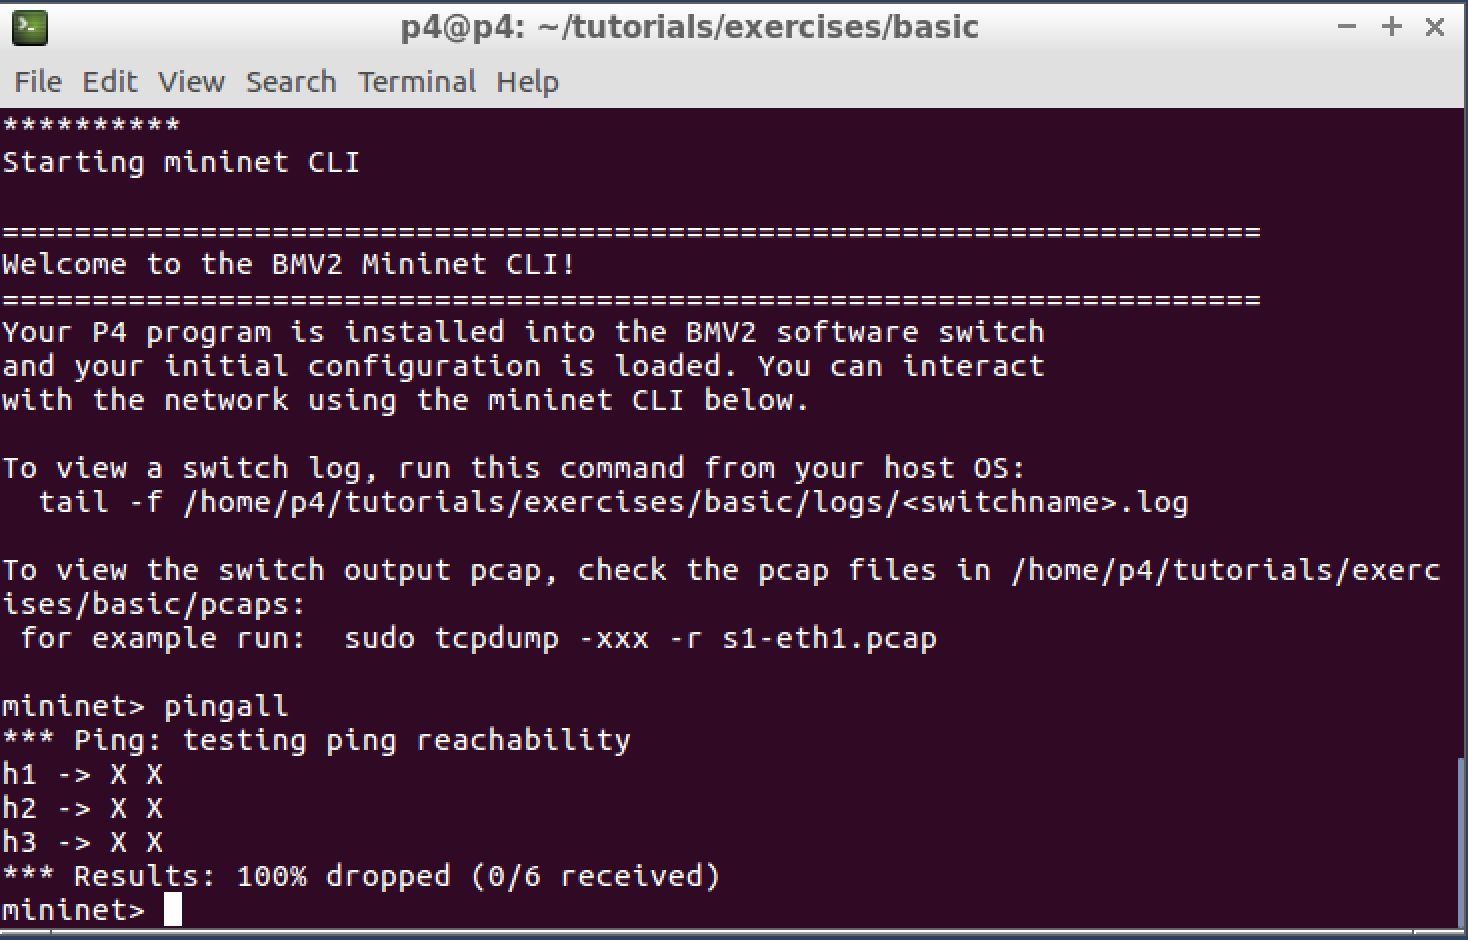 p4@p4: ~/tutorials/exercises/basic
File Edit View Search Terminal Help
**********
Starting mininet CLI
======================================================================
Welcome to the BMV2 Mininet CLI!
======================================================================
Your P4 program is installed into the BMV2 software switch
and your initial configuration is loaded. You can interact
with the network using the mininet CLI below.
To view a switch log, run this command from your host OS:
  tail -f /home/p4/tutorials/exercises/basic/logs/<switchname>.log
To view the switch output pcap, check the pcap files in /home/p4/tutorials/exerc
ises/basic/pcaps:
 for example run:  sudo tcpdump -xxx -r s1-eth1.pcap
mininet> pingall
*** Ping: testing ping reachability
h1 -> X X
h2 -> X X
h3 -> X X
*** Results: 100% dropped (0/6 received)
mininet>